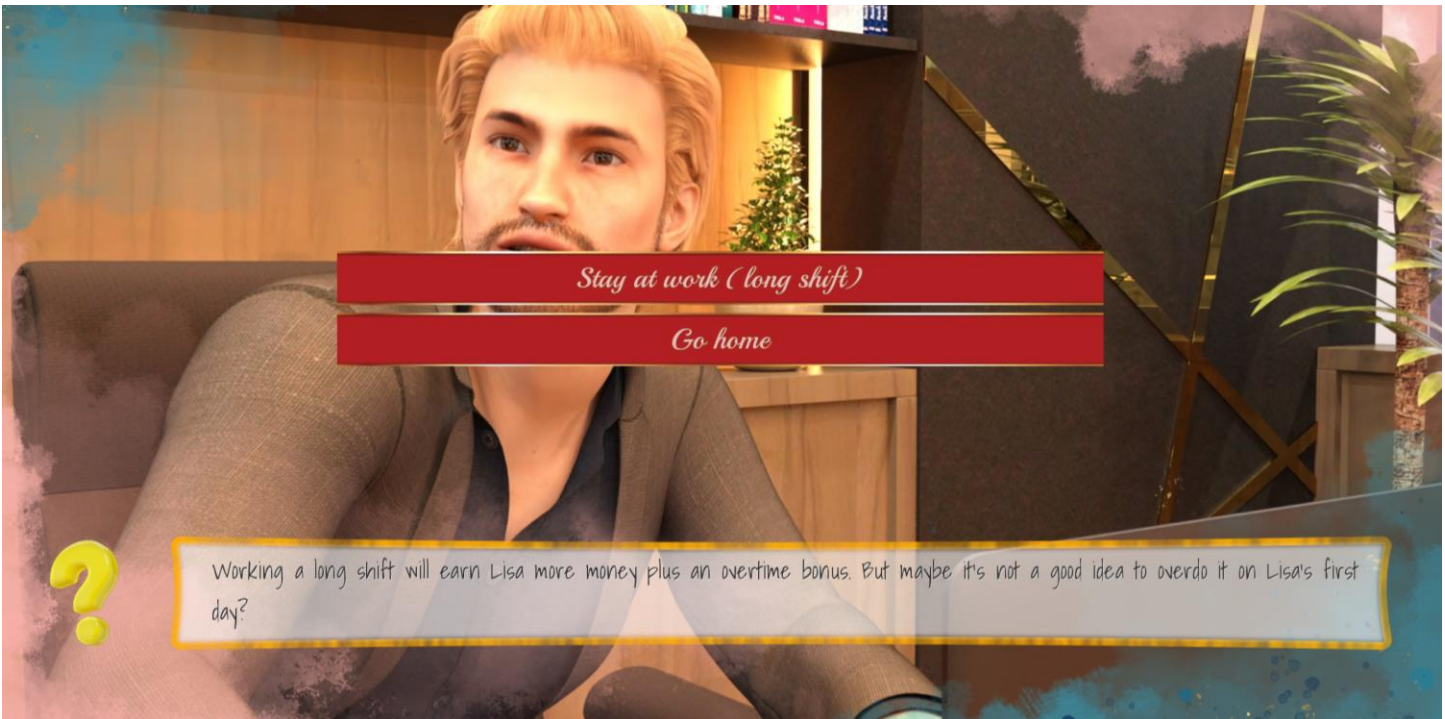 Stay at work (long shift)
Go home
Working a long shift will earn Lisa more money plus an overtime bonus. But maybe it's not a good idea to overdo it on Lisa's first
day?
?